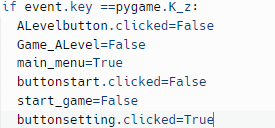 if event.key ==pygame.K_z:
ALevelbutton.clicked=False
Game_ALevel=False
main_menu=True
buttonstart.clicked=False
start_game=False
buttonsetting.clicked=True